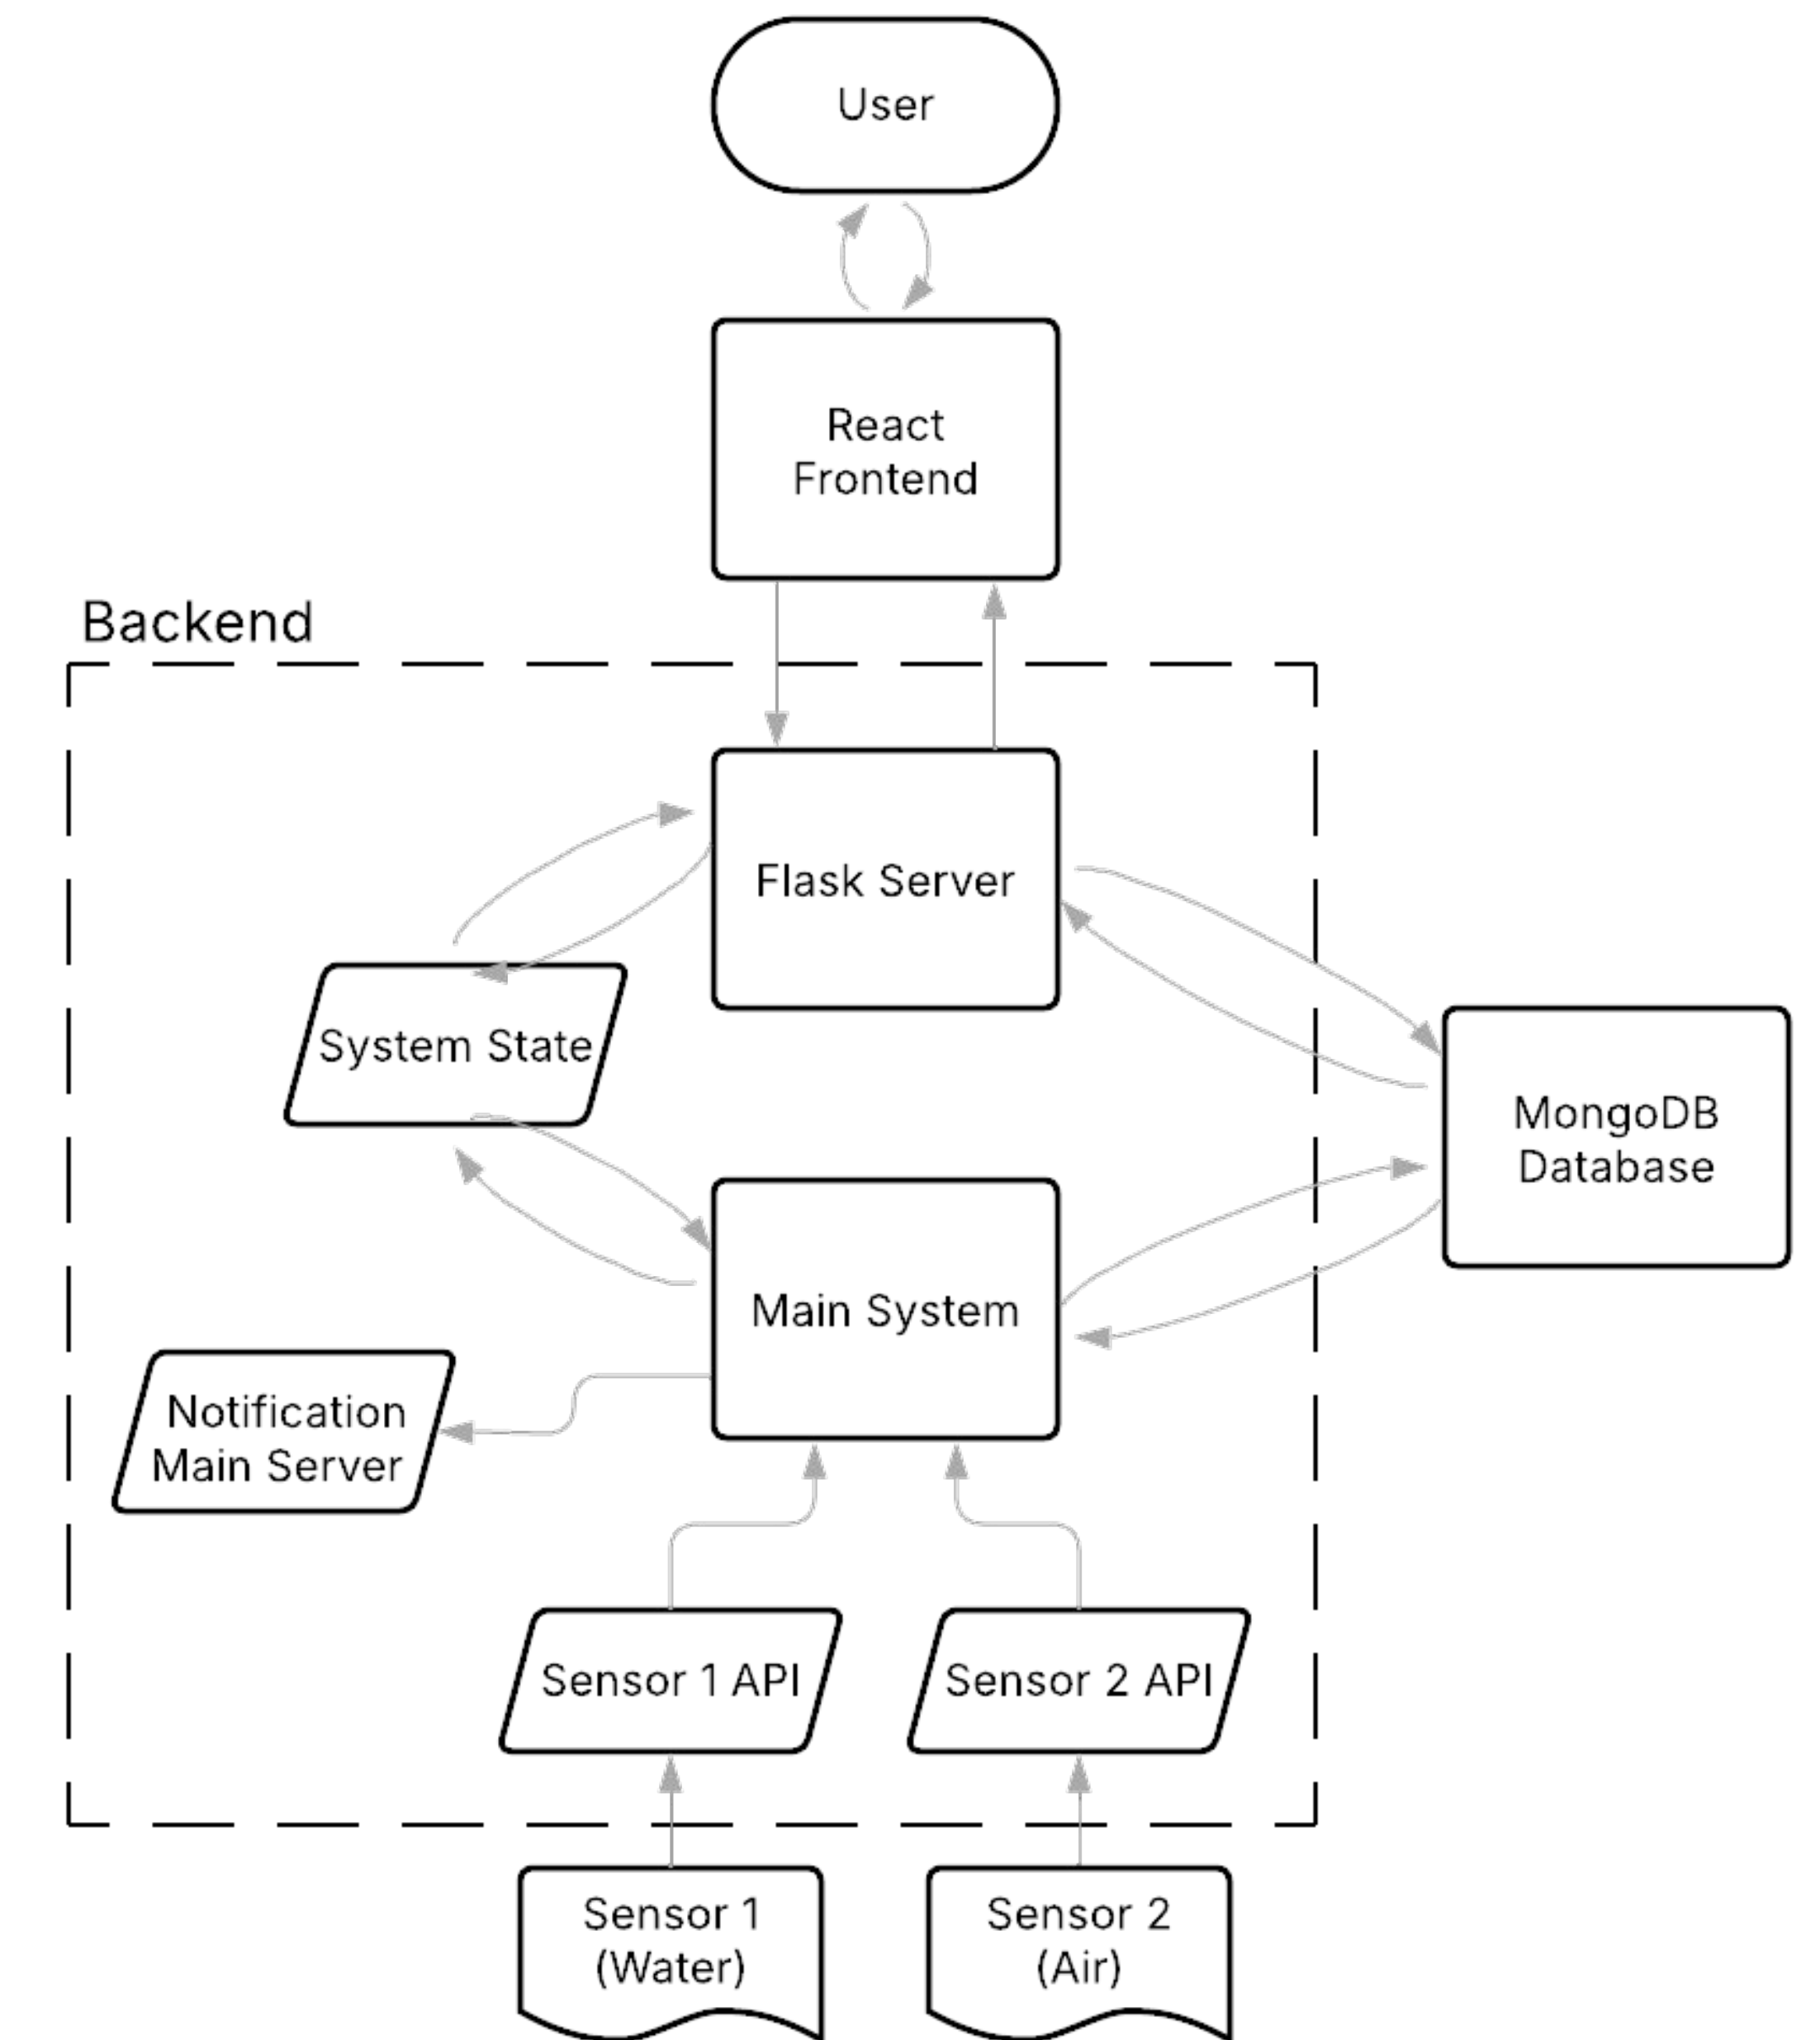 User
React
Frontend
Backend
Flask Server
System State
MongoDB
Database
Main System
Notification
Main Server
Sensor 1 API
Sensor 2 API
Sensor 1
(Water)
Sensor 2
(Air)